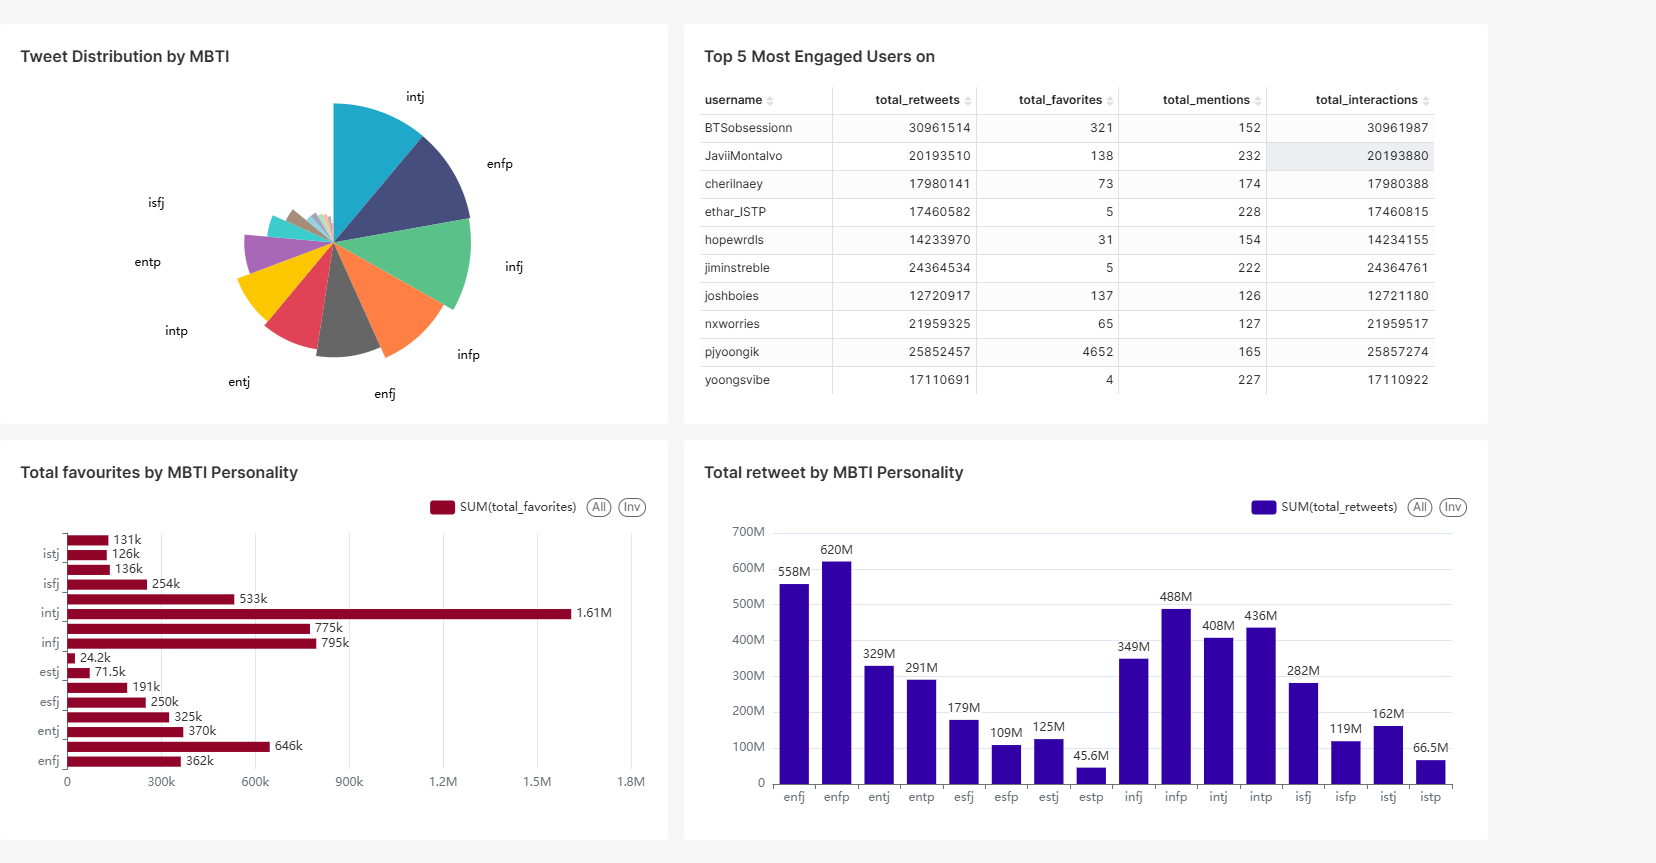 Tweet Distribution by MBTI
intj
enfp
isfj
entp
infj
intp
infp
entj
enfj
Top 5 Most Engaged Users on
username total_retweets total_favorites total_mentions total_interactions
BTSobsessionn 30961514 321 152 30961987
JaviiMontalvo 20193510 138 232 20193880
cherilnaey 17980141 73 174 17980388
ethar_ISTP 17460582 5 228 17460815
hopewrdls 14233970 31 154 14234155
jiminstreble 24364534 5 222 24364761
joshboies 12720917 137 126 12721180
nxworries 21959325 65 127 21959517
pjyoongik 25852457 4652 165 25857274
yoongsvibe 17110691 4 227 17110922
Total favourites by MBTI Personality
SUM(total_favorites) All Inv
131k
istj 126k
136k
isfj 254k
533k
intj 1.61M
775k
infj 795k
24.2k
estj 71.5k
191k
esfj 250k
325k
entj 370k
646k
enfj 362k
0 300k 600k 900k 1.2M 1.5M 1.8M
Total retweet by MBTI Personality
SUM(total_retweets) All Inv
700M
600M
500M
400M
300M
200M
100M
0
558M 620M 329M 291M 179M 109M 125M 45.6M 349M 488M 408M 436M 282M 119M 162M 66.5M
enfj enfp entj entp esfj esfp estj estp infj infp intj intp isfj isfp istj istp